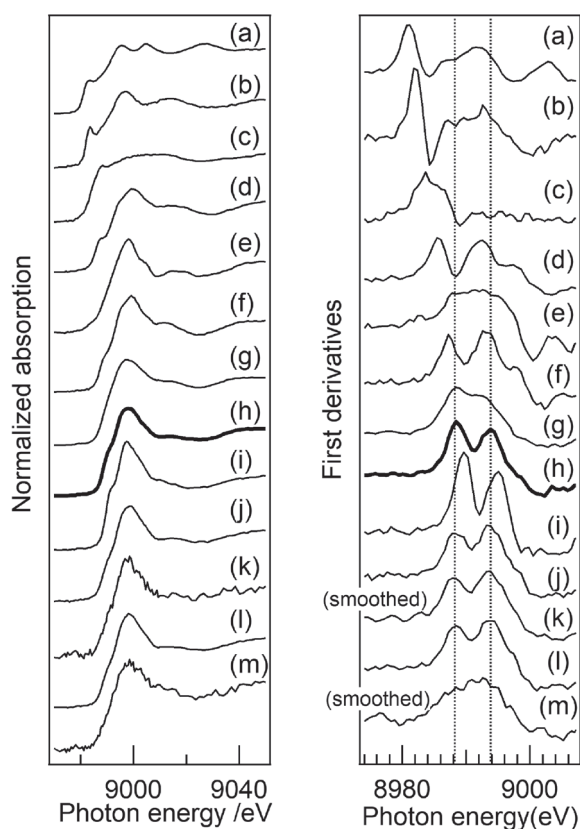 Normalized absorption
(a)
(b)
(c)
(d)
(e)
(f)
(g)
(h)
(i)
(j)
(k)
(l)
(m)
9000
9040
Photon energy /eV
First derivatives
(a)
(b)
(c)
(d)
(e)
(f)
(g)
(h)
(i)
(j)
(smoothed)
(k)
(l)
(smoothed)
(m)
8980
9000
Photon energy(eV)